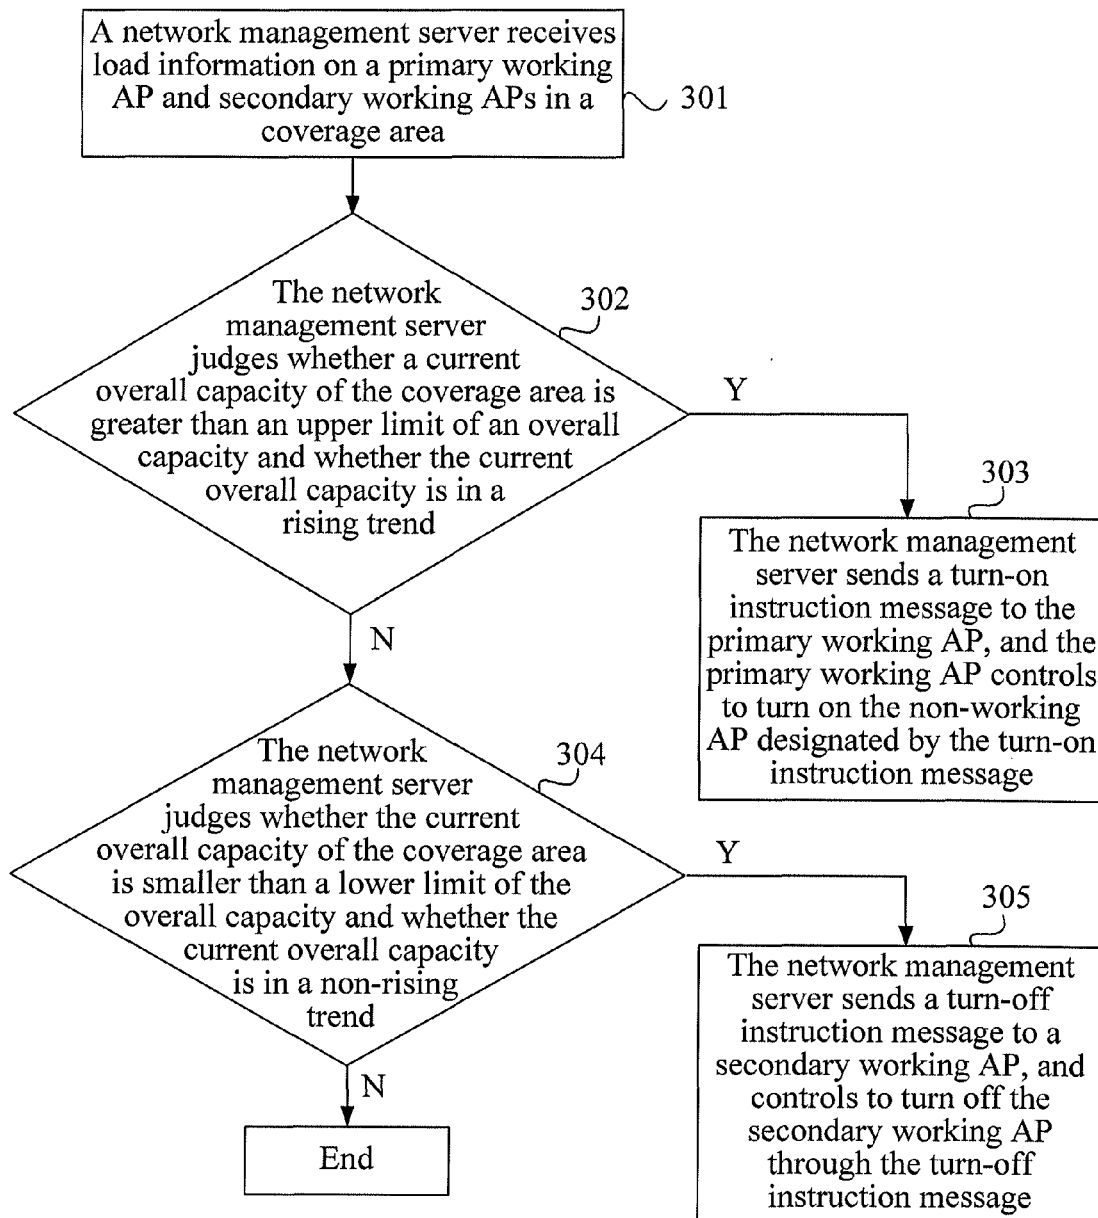 A network management server receives
load information on a primary working
AP and secondary working APs in a
coverage area
301
The network
management server
judges whether a current
overall capacity of the coverage area is
greater than an upper limit of an overall
capacity and whether the current
overall capacity is in a
rising trend
302
Y
N
303
The network management
server sends a turn-on
instruction message to the
primary working AP, and the
primary working AP controls
to turn on the non-working
AP designated by the turn-on
instruction message
The network
management server
judges whether the current
overall capacity of the coverage area
is smaller than a lower limit of the
overall capacity and whether the
current overall capacity
is in a non-rising
trend
304
Y
N
305
The network management
server sends a turn-off
instruction message to a
secondary working AP, and
controls to turn off the
secondary working AP
through the turn-off
instruction message
End